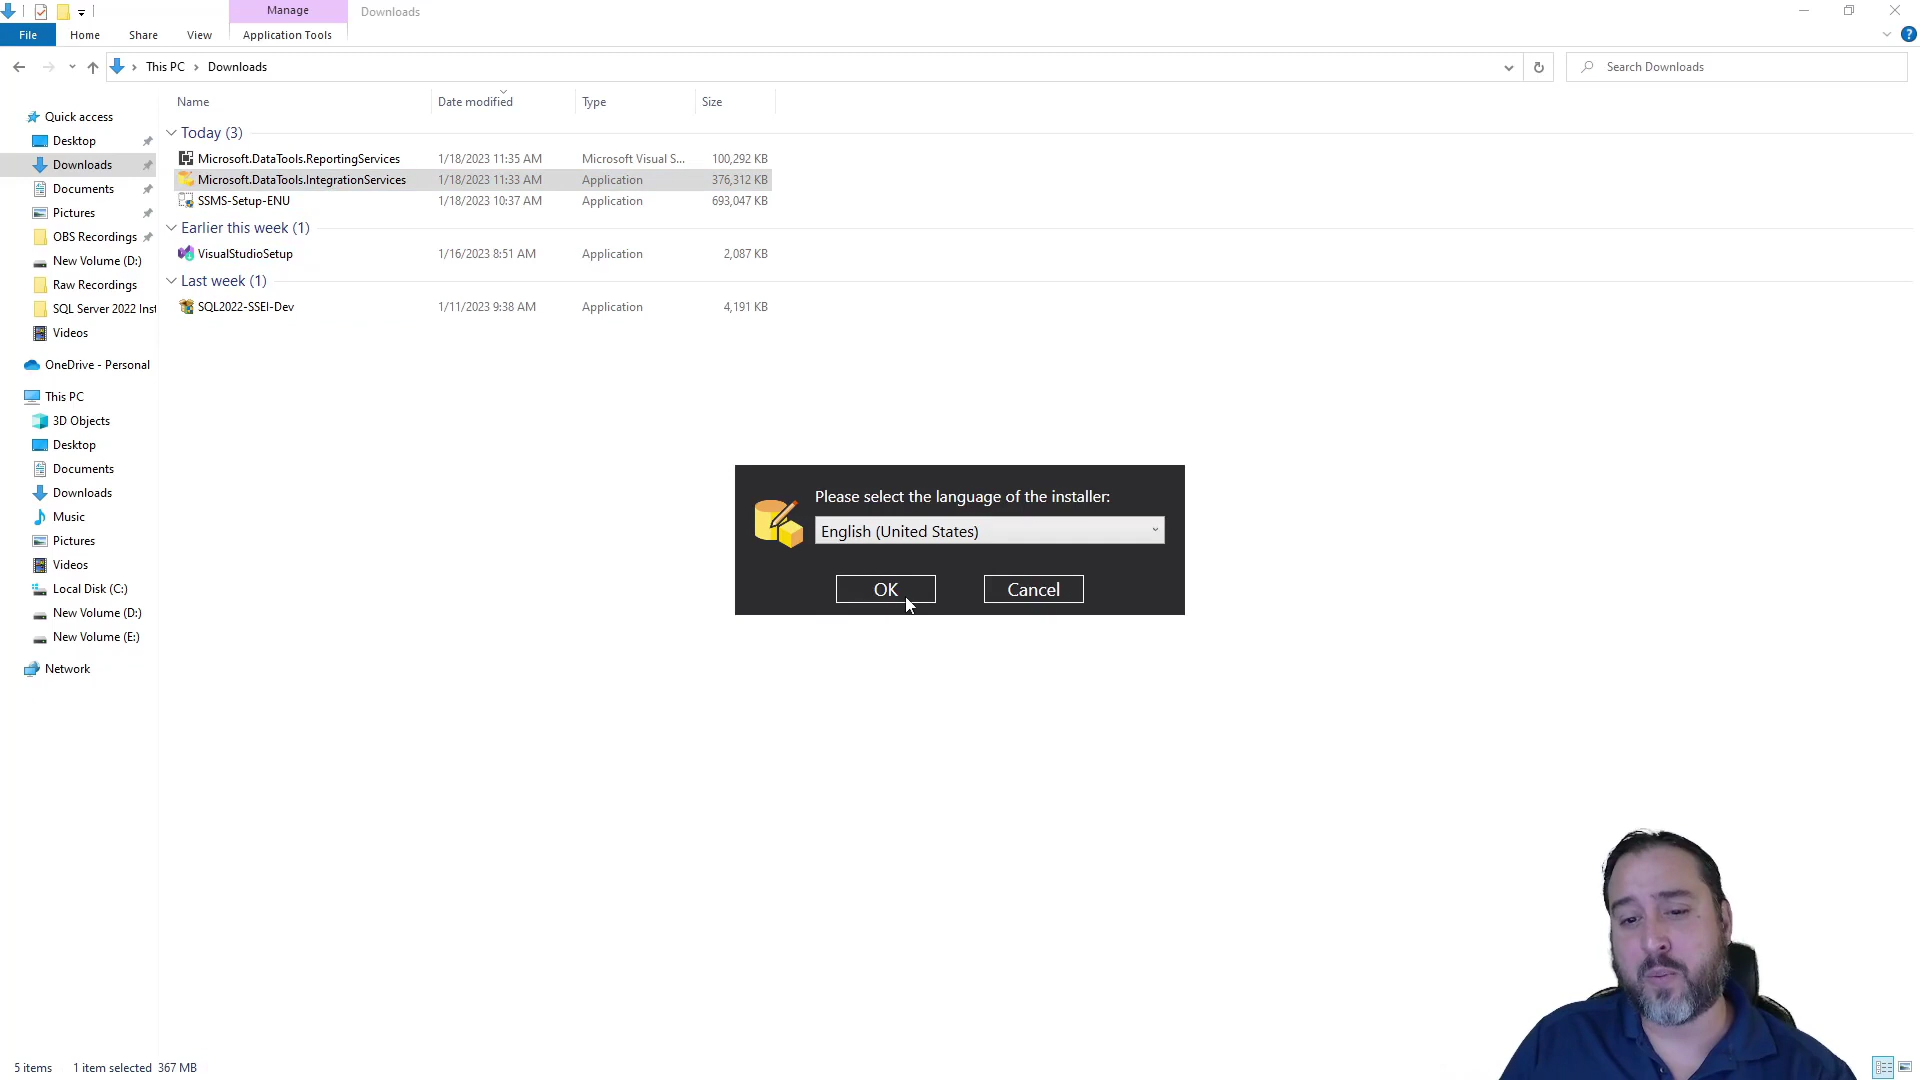 Manage
Downloads
File
Home
Share
View
Application Tools
This PC
Downloads
Search Downloads
Name
Date modified
Type
Size
Quick access
Desktop
Downloads
Documents
Pictures
OBS Recordings
New Volume (D:)
Raw Recordings
SQL Server 2022 Inst
Videos
OneDrive - Personal
This PC
3D Objects
Desktop
Documents
Downloads
Music
Pictures
Videos
Local Disk (C:)
New Volume (D:)
New Volume (E:)
Network
Today (3)
Microsoft.DataTools.ReportingServices 1/18/2023 11:35 AM Microsoft Visual S... 100,292 KB
Microsoft.DataTools.IntegrationServices 1/18/2023 11:33 AM Application 376,312 KB
SSMS-Setup-ENU 1/18/2023 10:37 AM Application 693,047 KB
Earlier this week (1)
VisualStudioSetup 1/16/2023 8:51 AM Application 2,087 KB
Last week (1)
SQL2022-SSEI-Dev 1/11/2023 9:38 AM Application 4,191 KB
Please select the language of the installer:
English (United States)
OK
Cancel
5 items 1 item selected 367 MB